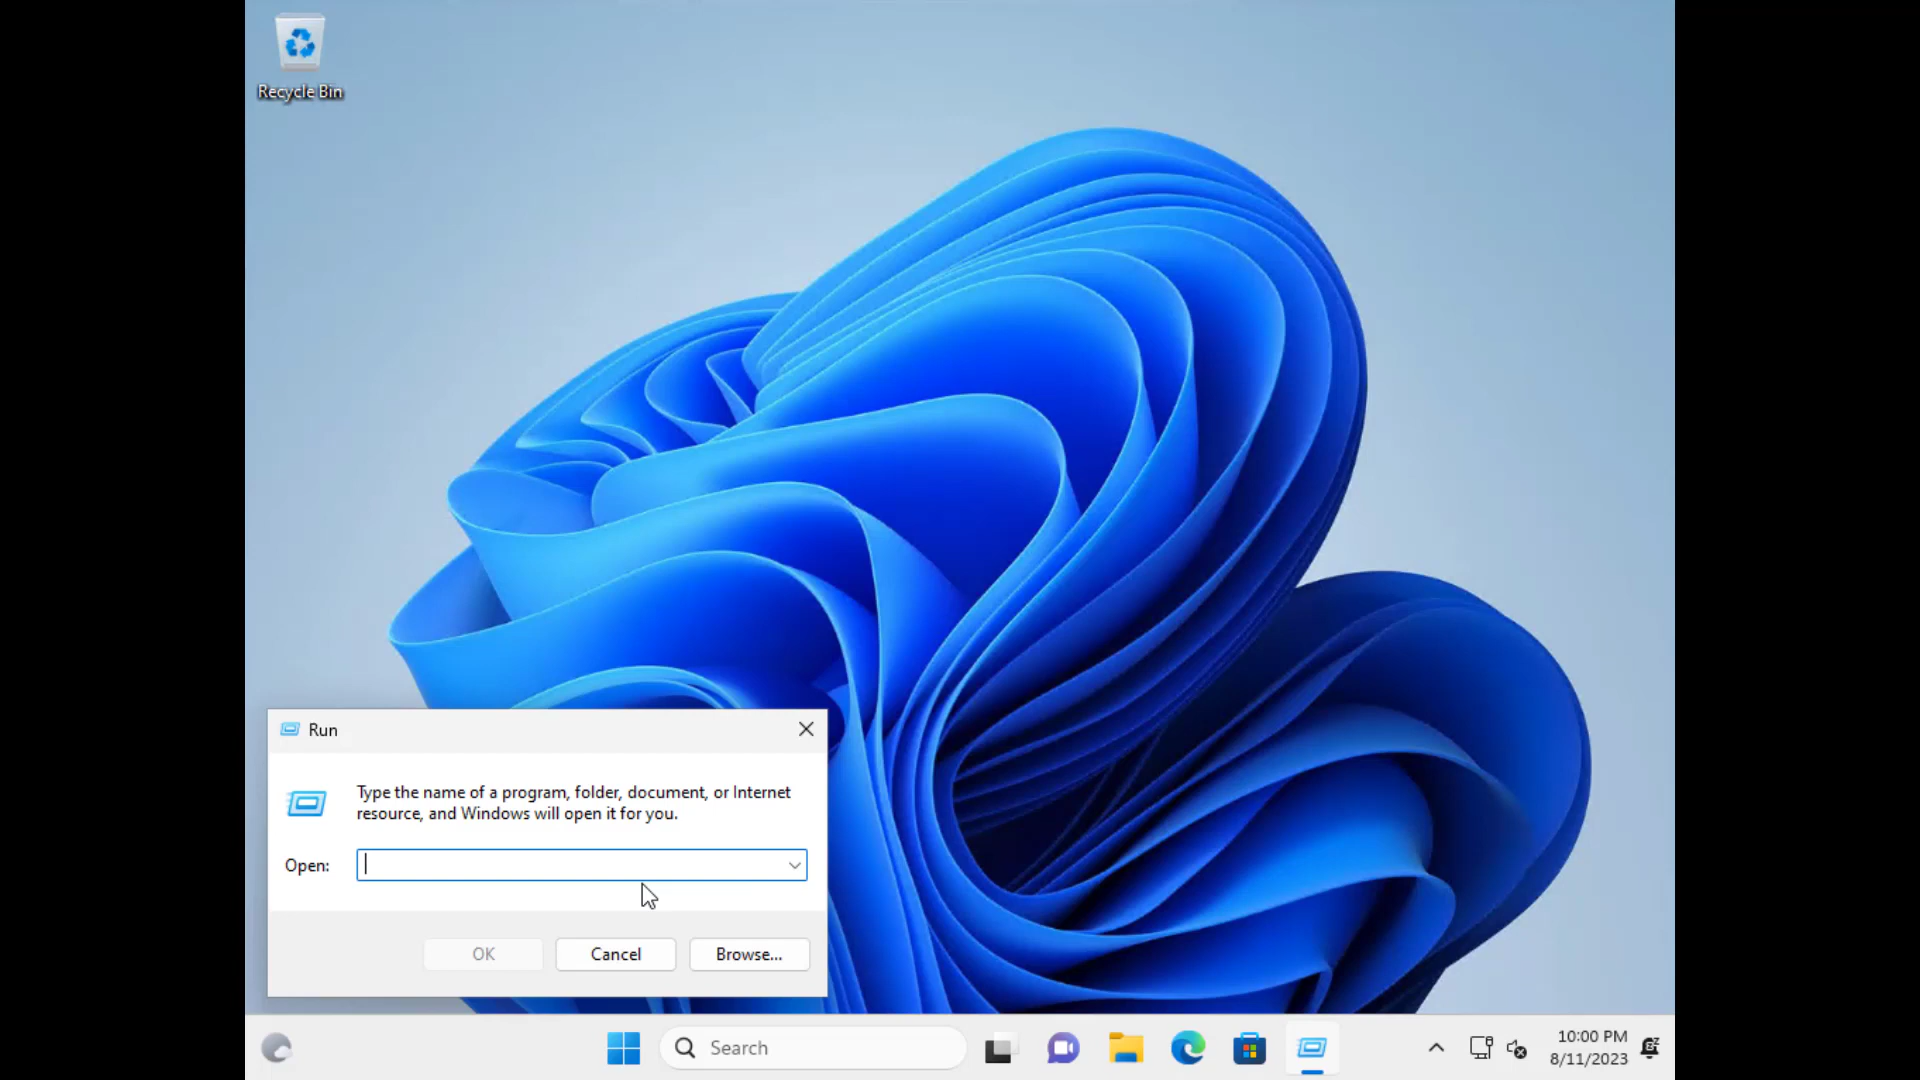 Recycle Bin
Run
Type the name of a program, folder, document, or Internet
resource, and Windows will open it for you.
Open:
OK
Cancel
Browse...
Search
10:00 PM
8/11/2023